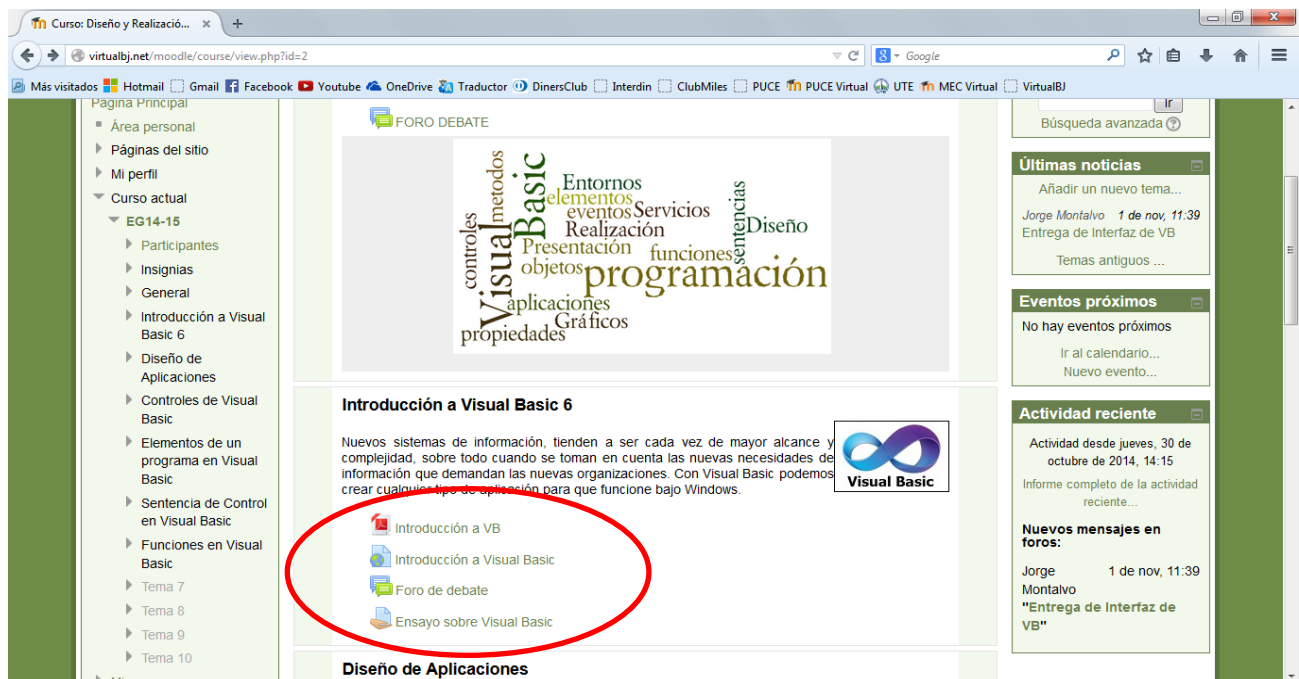 Curso: Diseño y Realizació... × +
virtualbj.net/moodle/course/view.php?id=2
Google
Más visitados Hotmail Gmail Facebook Youtube OneDrive Traductor DinersClub Interdin ClubMiles PUCE PUCE Virtual UTE MEC Virtual VirtualBJ
Página Principal
Área personal
Páginas del sitio
Mi perfil
Curso actual
EG14-15
Participantes
Insignias
General
Introducción a Visual
Basic 6
Diseño de
Aplicaciones
Controles de Visual
Basic
Elementos de un
programa en Visual
Basic
Sentencia de Control
en Visual Basic
Funciones en Visual
Basic
Tema 7
Tema 8
Tema 9
Tema 10
FORO DEBATE
controles
Visual
metodos
Basic
Entornos
elementos
eventos
Servicios
Realización
Presentación
funciones
sentencias
Diseño
objetos
programación
aplicaciones
Gráficos
propiedades
Introducción a Visual Basic 6
Nuevos sistemas de información, tienden a ser cada vez de mayor alcance y
complejidad, sobre todo cuando se toman en cuenta las nuevas necesidades de
información que demandan las nuevas organizaciones. Con Visual Basic podemos
crear cualquier tipo de aplicación para que funcione bajo Windows.
Visual Basic
Introducción a VB
Introducción a Visual Basic
Foro de debate
Ensayo sobre Visual Basic
Diseño de Aplicaciones
Ir
Búsqueda avanzada ?
Últimas noticias
Añadir un nuevo tema...
Jorge Montalvo 1 de nov, 11:39
Entrega de Interfaz de VB
Temas antiguos ...
Eventos próximos
No hay eventos próximos
Ir al calendario...
Nuevo evento...
Actividad reciente
Actividad desde jueves, 30 de
octubre de 2014, 14:15
Informe completo de la actividad
reciente...
Nuevos mensajes en
foros:
Jorge 1 de nov, 11:39
Montalvo
"Entrega de Interfaz de
VB"